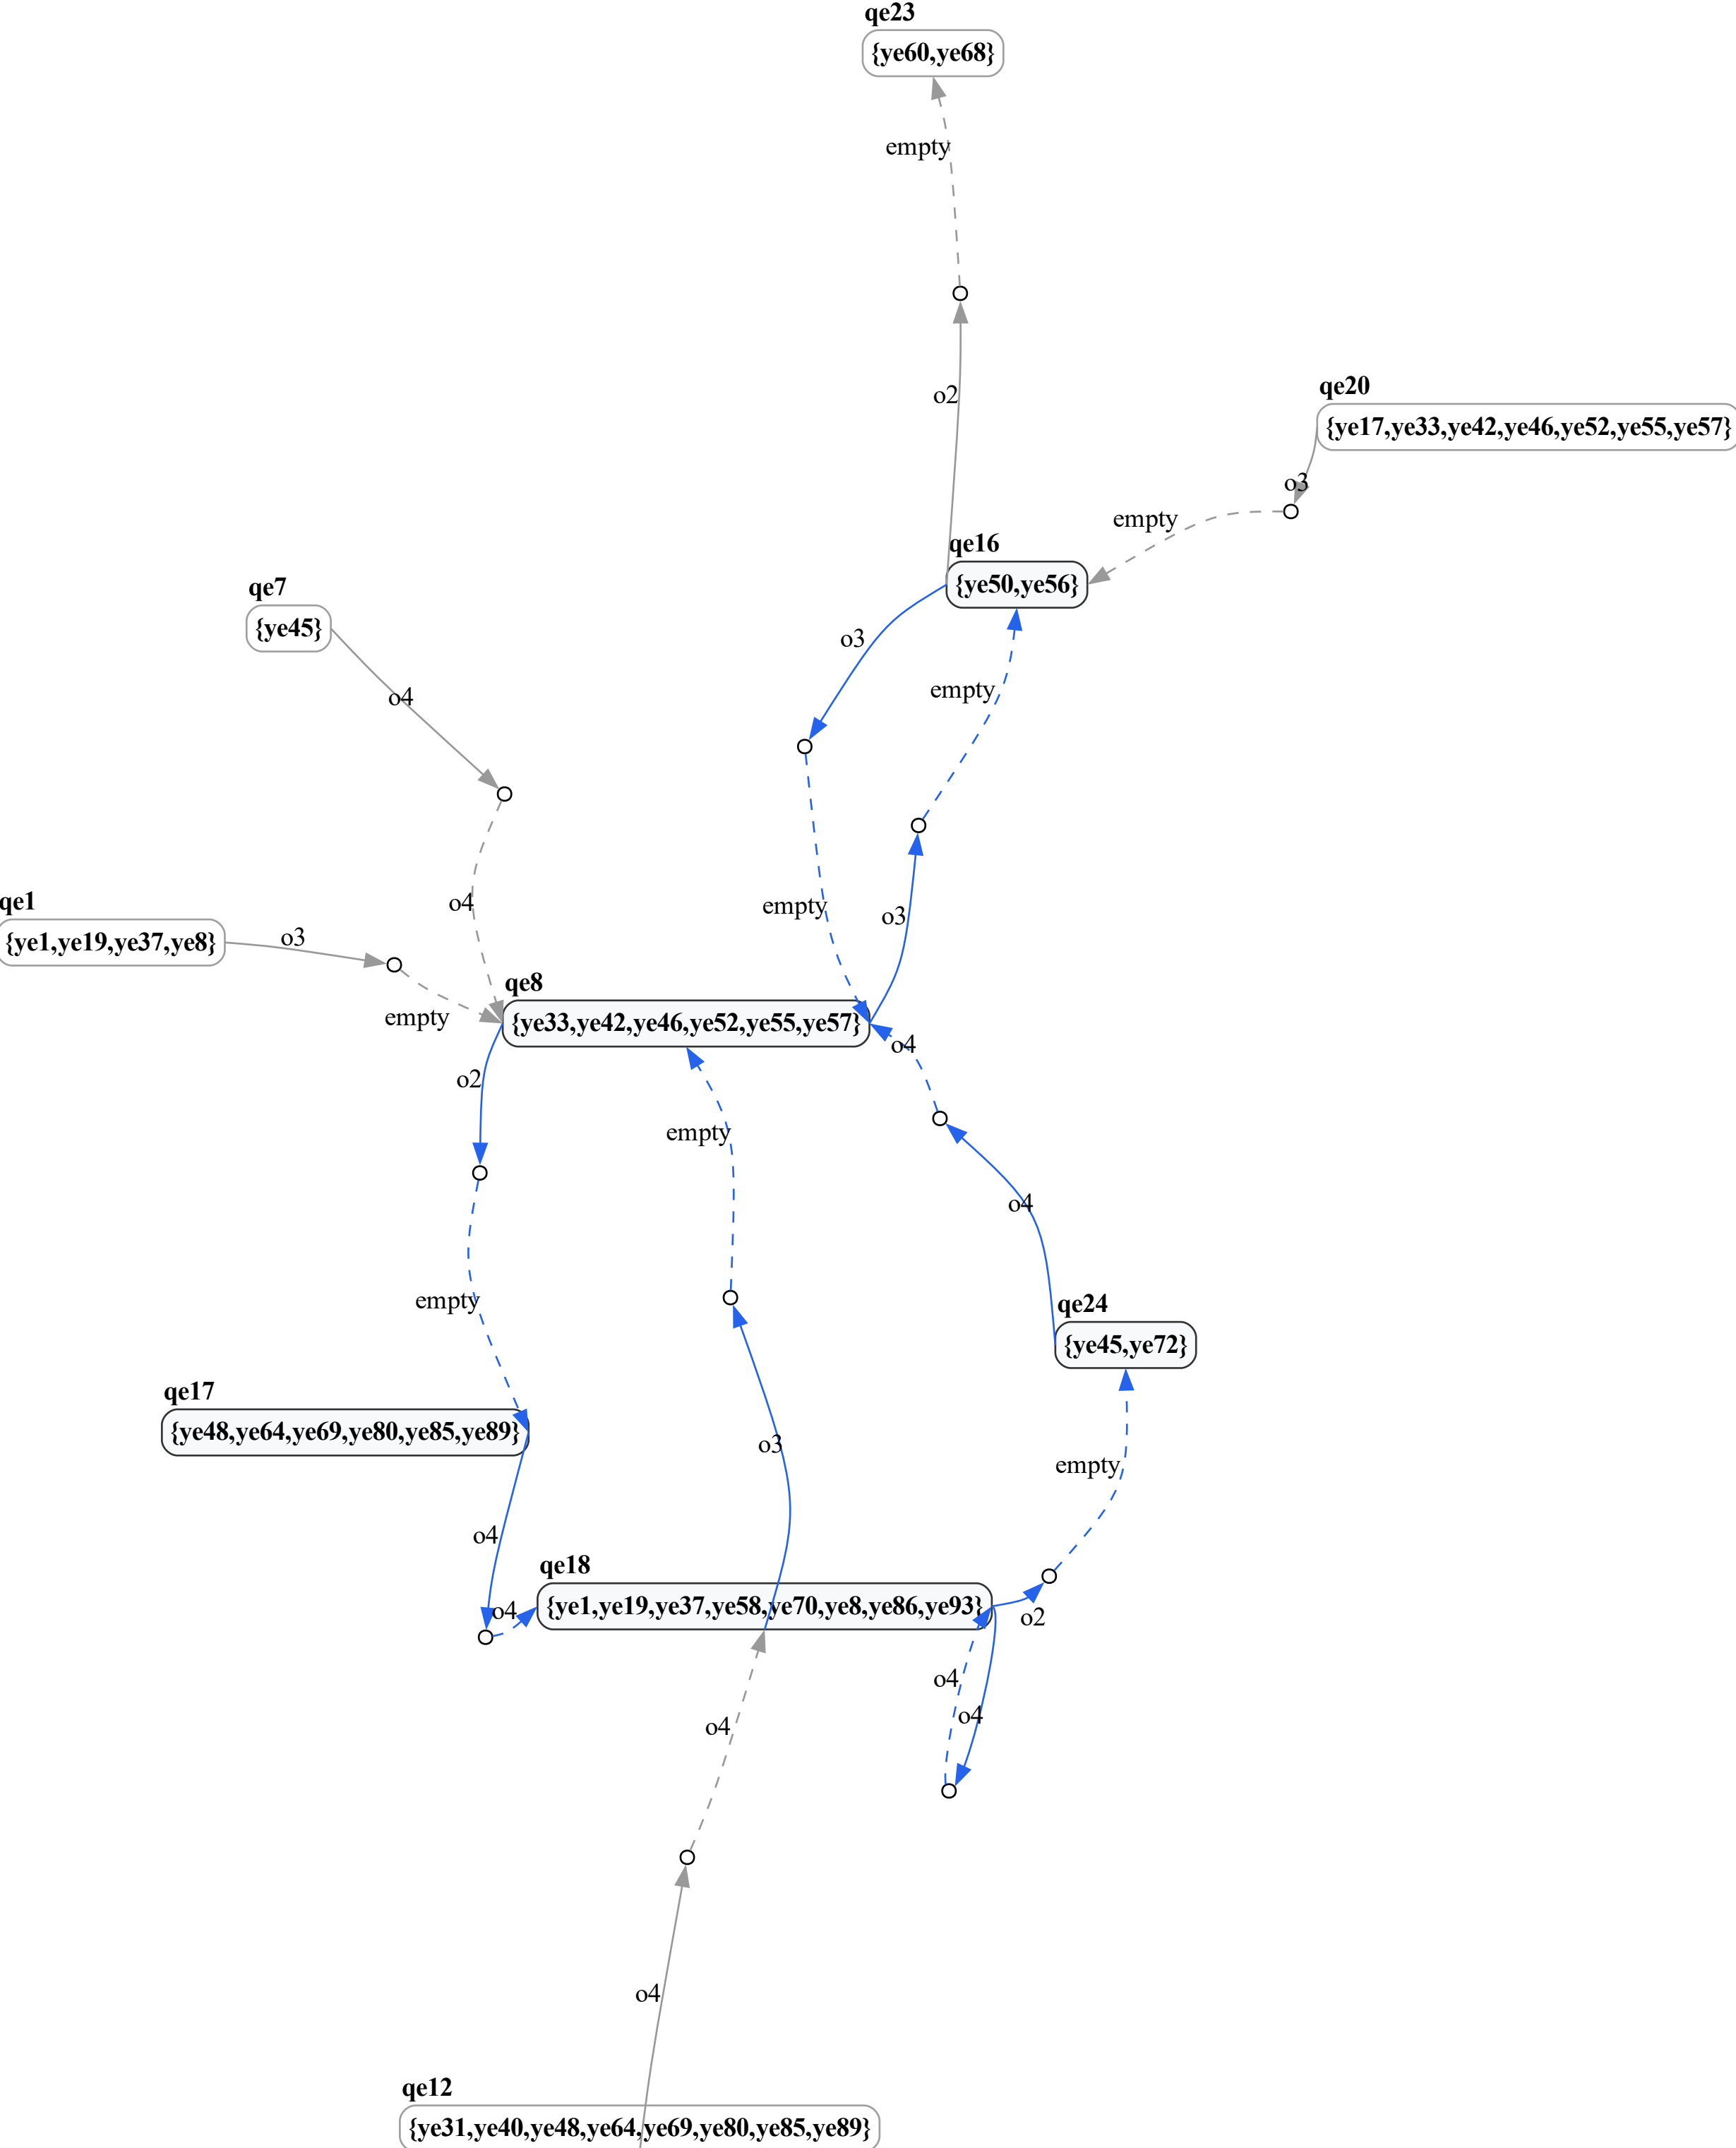 qe23
{ye60,ye68}
empty
o2
qe20
{ye17,ye33,ye42,ye46,ye52,ye55,ye57}
o3
empty
qe16
{ye50,ye56}
qe7
{ye45}
o3
empty
o4
qe1
{ye1,ye19,ye37,ye8}
o3
o4
empty
o3
empty
qe8
{ye33,ye42,ye46,ye52,ye55,ye57}
o4
o2
empty
o4
empty
qe24
{ye45,ye72}
qe17
{ye48,ye64,ye69,ye80,ye85,ye89}
o3
empty
o4
qe18
{ye1,ye19,ye37,ye58,ye70,ye8,ye86,ye93}
o4
o2
o4
o4
o4
o4
qe12
{ye31,ye40,ye48,ye64,ye69,ye80,ye85,ye89}